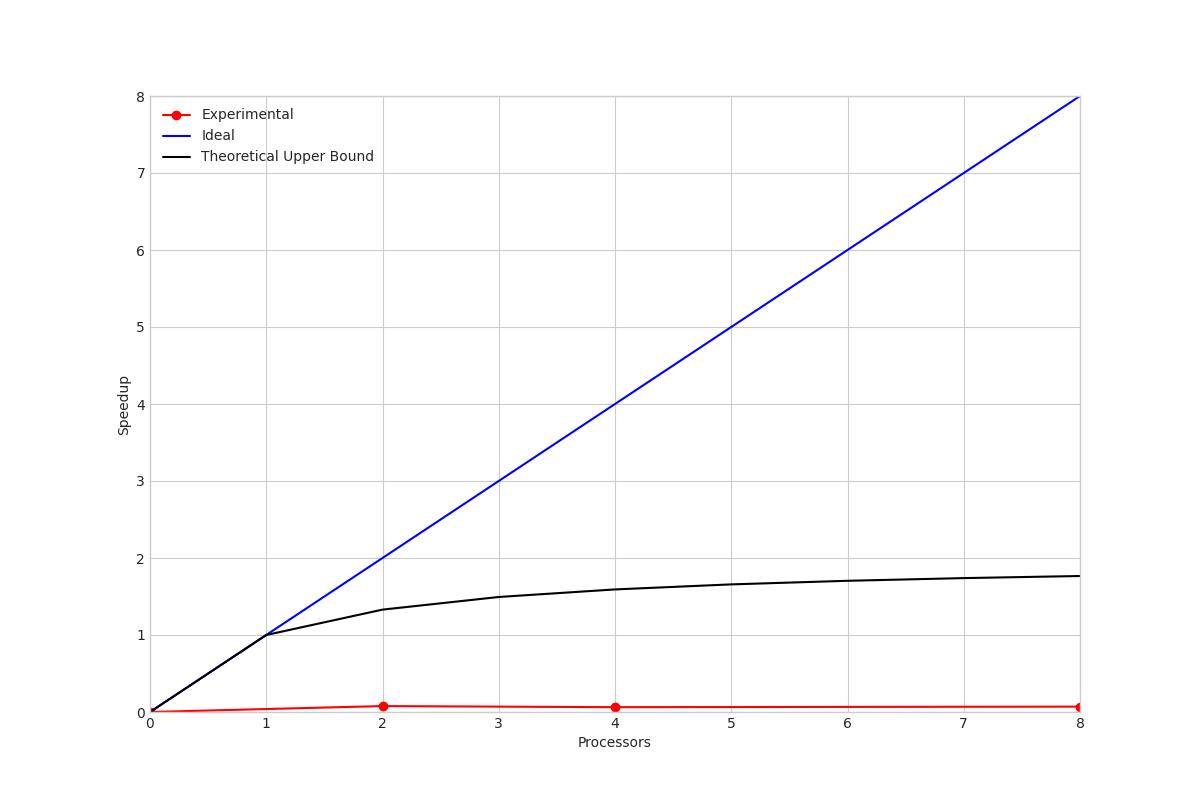 8
Experimental
Ideal
Theoretical Upper Bound
7
6
5
4
Speedup
3
2
1
0
0 1 2 3 4 5 6 7 8
Processors